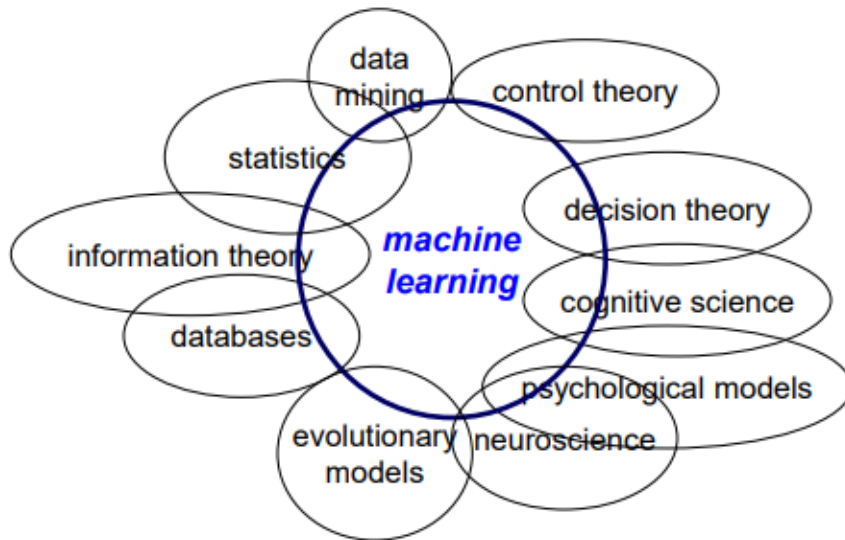 data
mining
control theory
statistics
decision theory
machine
learning
information theory
cognitive science
databases
psychological models
evolutionary
models
neuroscience